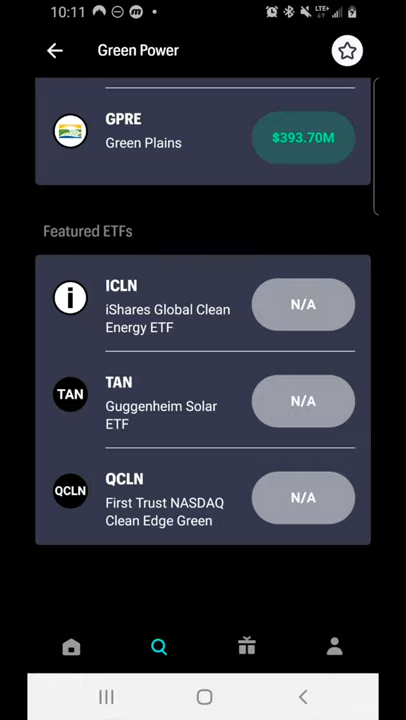 10:11
LTE+
Green Power
GPRE
Green Plains
$393.70M
Featured ETFs
i
ICLN
iShares Global Clean
Energy ETF
N/A
TAN
TAN
Guggenheim Solar
ETF
N/A
QCLN
QCLN
First Trust NASDAQ
Clean Edge Green
N/A